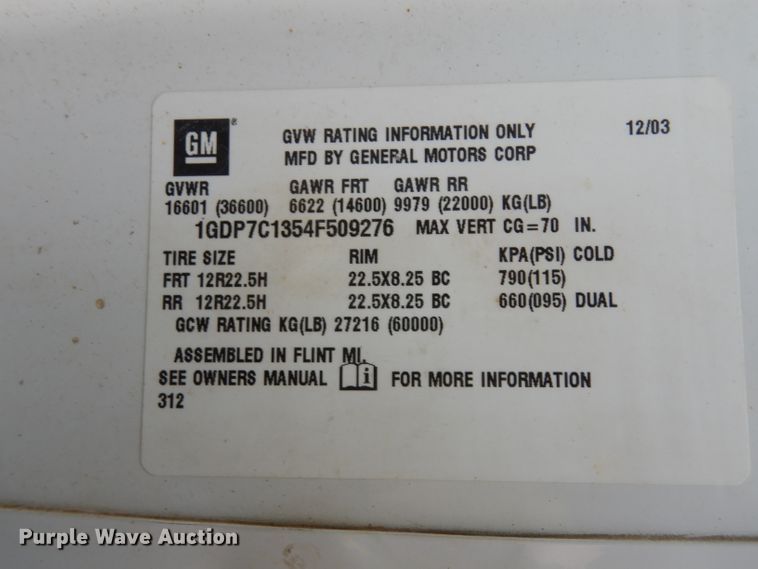 GM ®
GVW RATING INFORMATION ONLY 12/03
MFD BY GENERAL MOTORS CORP
GVWR GAWR FRT GAWR RR
16601 (36600) 6622 (14600) 9979 (22000) KG(LB)
1GDP7C1354F509276 MAX VERT CG=70 IN.
TIRE SIZE RIM KPA(PSI) COLD
FRT 12R22.5H 22.5X8.25 BC 790(115)
RR 12R22.5H 22.5X8.25 BC 660(095) DUAL
GCW RATING KG(LB) 27216 (60000)
ASSEMBLED IN FLINT MI.
SEE OWNERS MANUAL i FOR MORE INFORMATION
312
Purple Wave Auction